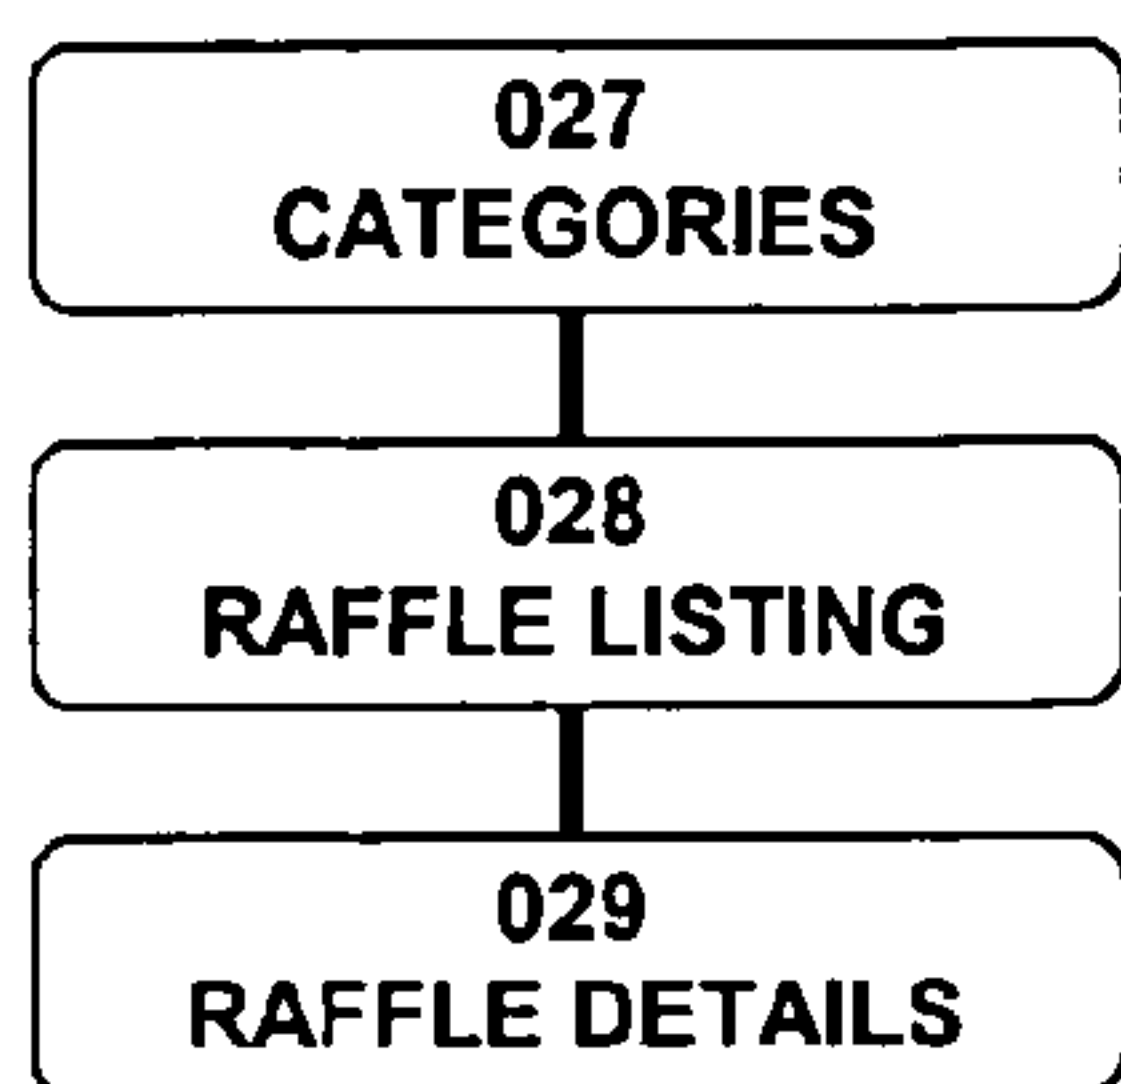 027
CATEGORIES
028
RAFFLE LISTING
029
RAFFLE DETAILS